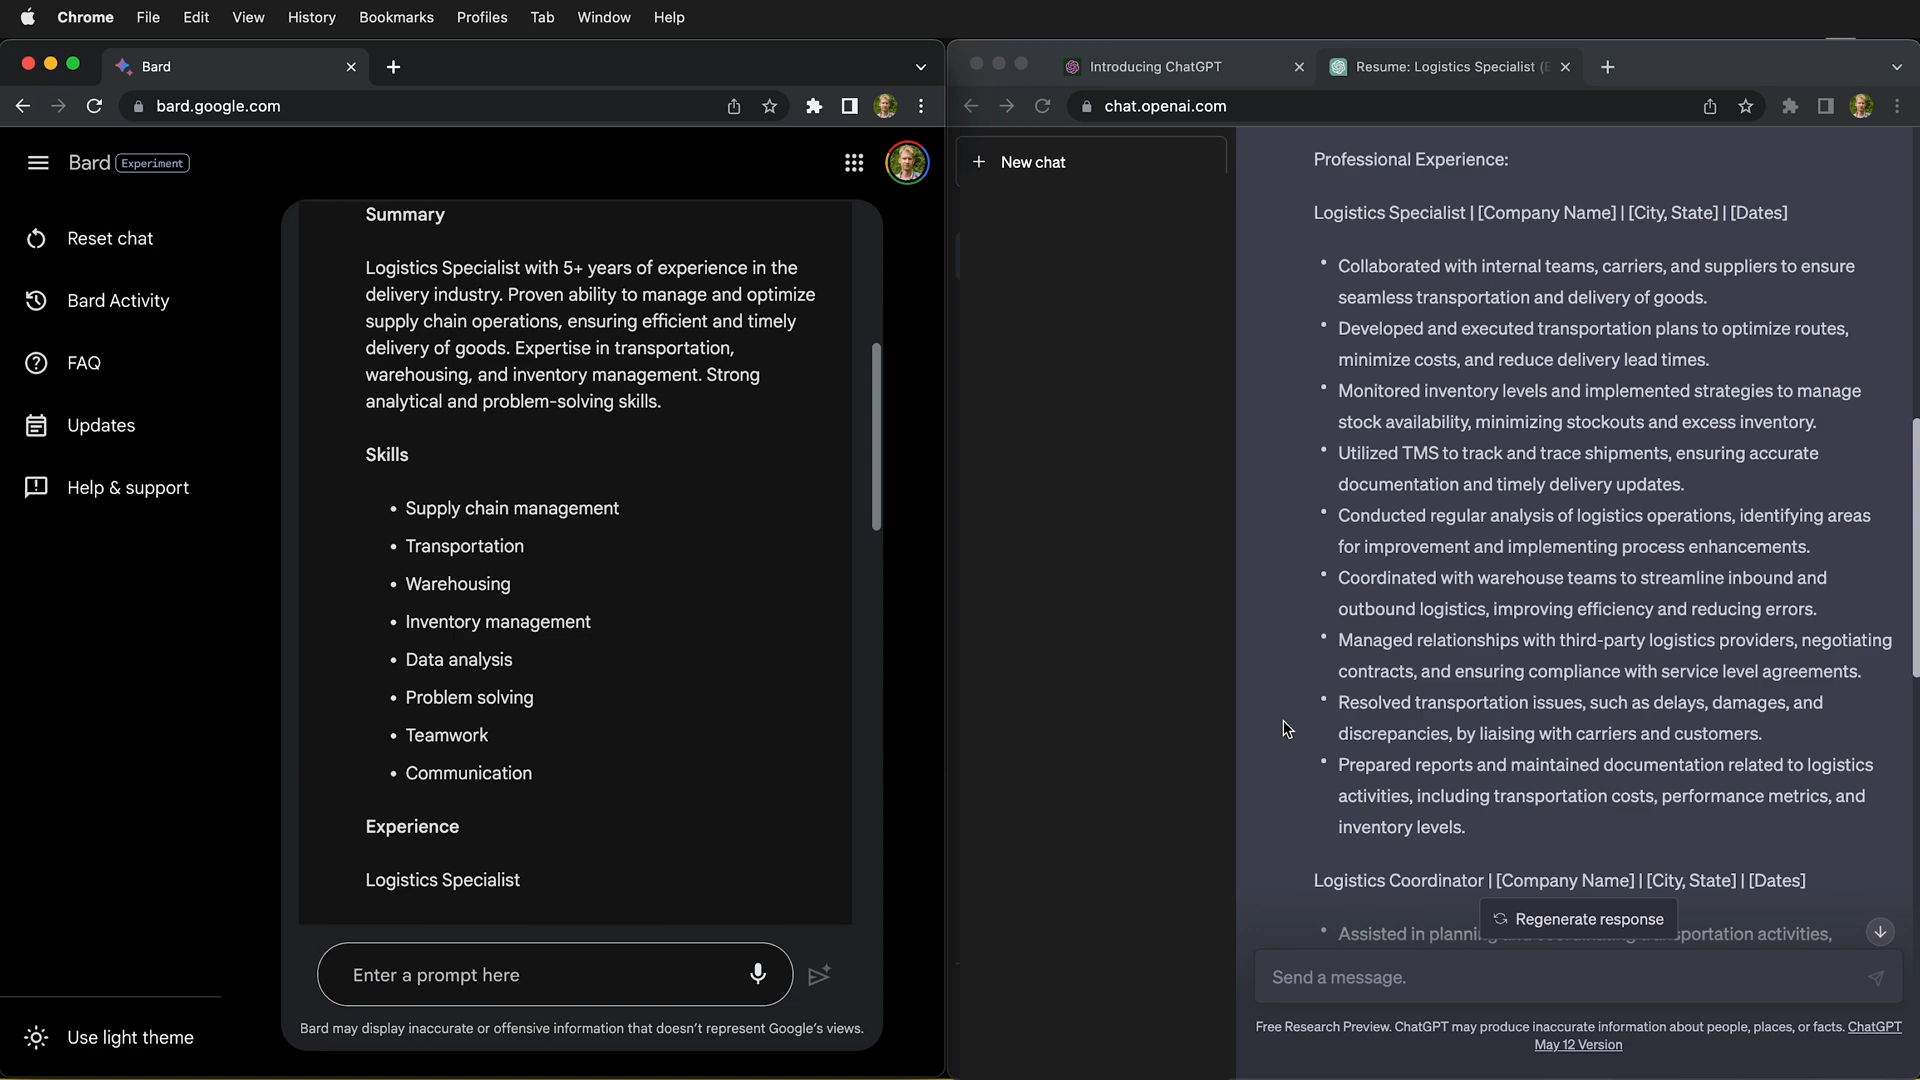 Chrome File Edit View History Bookmarks Profiles Tab Window Help
Bard
bard.google.com
Bard Experiment
Reset chat
Bard Activity
FAQ
Updates
Help & support
Use light theme
Summary
Logistics Specialist with 5+ years of experience in the
delivery industry. Proven ability to manage and optimize
supply chain operations, ensuring efficient and timely
delivery of goods. Expertise in transportation,
warehousing, and inventory management. Strong
analytical and problem-solving skills.
Skills
• Supply chain management
• Transportation
• Warehousing
• Inventory management
• Data analysis
• Problem solving
• Teamwork
• Communication
Experience
Logistics Specialist
Enter a prompt here
Bard may display inaccurate or offensive information that doesn't represent Google's views.
Introducing ChatGPT
Resume: Logistics Specialist
chat.openai.com
New chat
Professional Experience:
Logistics Specialist | [Company Name] | [City, State] | [Dates]
• Collaborated with internal teams, carriers, and suppliers to ensure
seamless transportation and delivery of goods.
• Developed and executed transportation plans to optimize routes,
minimize costs, and reduce delivery lead times.
• Monitored inventory levels and implemented strategies to manage
stock availability, minimizing stockouts and excess inventory.
• Utilized TMS to track and trace shipments, ensuring accurate
documentation and timely delivery updates.
• Conducted regular analysis of logistics operations, identifying areas
for improvement and implementing process enhancements.
• Coordinated with warehouse teams to streamline inbound and
outbound logistics, improving efficiency and reducing errors.
• Managed relationships with third-party logistics providers, negotiating
contracts, and ensuring compliance with service level agreements.
• Resolved transportation issues, such as delays, damages, and
discrepancies, by liaising with carriers and customers.
• Prepared reports and maintained documentation related to logistics
activities, including transportation costs, performance metrics, and
inventory levels.
Logistics Coordinator | [Company Name] | [City, State] | [Dates]
Regenerate response
• Assisted in activities,
Send a message.
Free Research Preview. ChatGPT may produce inaccurate information about people, places, or facts. ChatGPT
May 12 Version